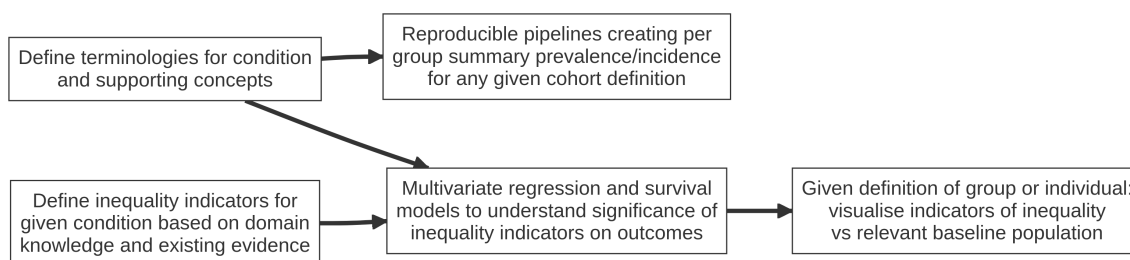 Define terminologies for condition
and supporting concepts
Reproducible pipelines creating per
group summary prevalence/incidence
for any given cohort definition
Define inequality indicators for
given condition based on domain
knowledge and existing evidence
Multivariate regression and survival
models to understand significance of
inequality indicators on outcomes
Given definition of group or individual:
visualise indicators of inequality
vs relevant baseline population